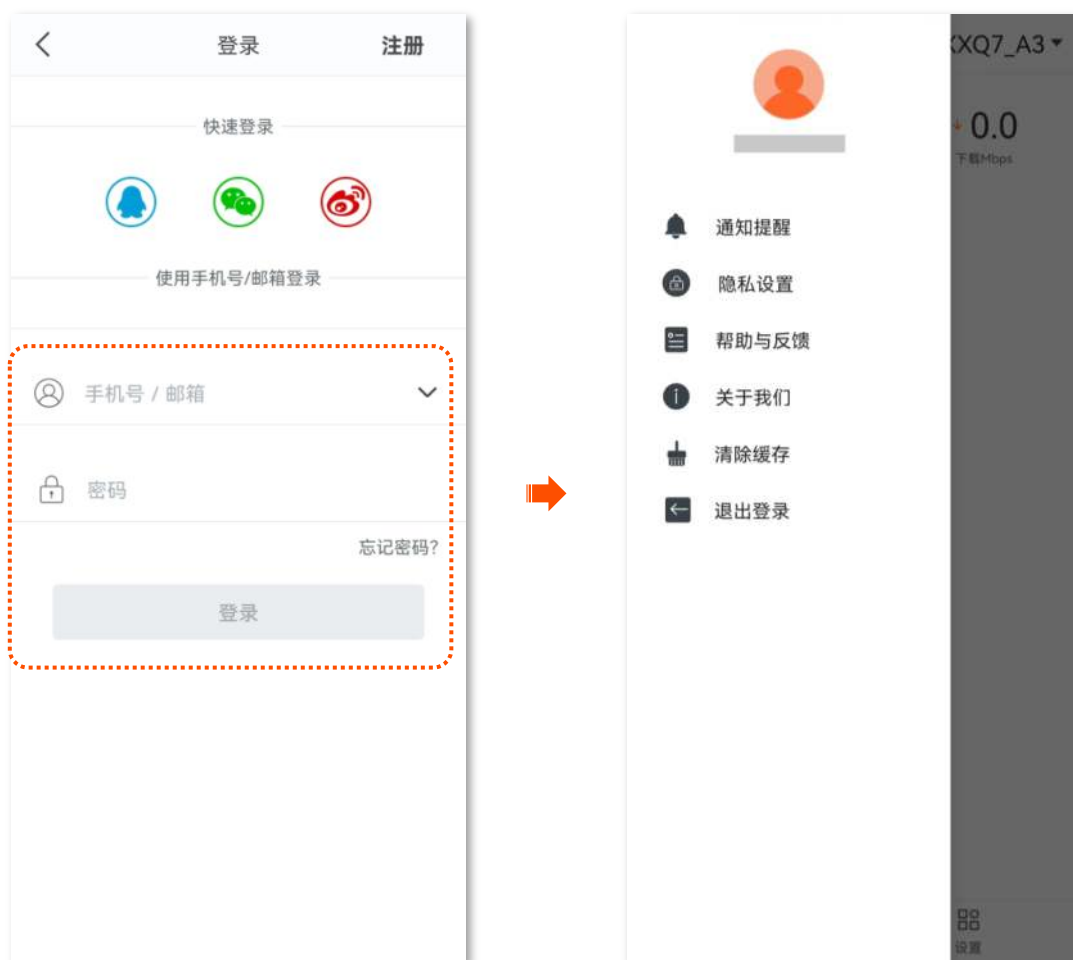 登录
注册
快速登录
使用手机号/邮箱登录
手机号 / 邮箱
密码
忘记密码?
登录
XQ7_A3
0.0
下载Mbps
通知提醒
隐私设置
帮助与反馈
关于我们
清除缓存
退出登录
设置